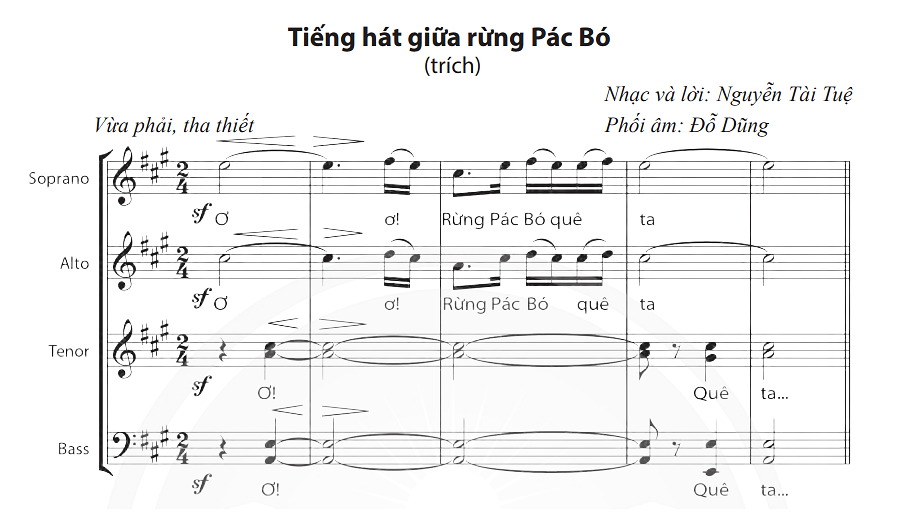 Tiếng hát giữa rừng Pác Bó
(trích)
Nhạc và lời: Nguyễn Tài Tuệ
Vừa phải, tha thiết
Phối âm: Đỗ Dũng
Soprano
2
4
sf Ơ ơ! Rừng Pác Bó quê ta
Alto
2
4
sf Ơ ơ! Rừng Pác Bó quê ta
Tenor
2
4
sf Ơ! Quê ta...
Bass
2
4
sf Ơ! Quê ta...